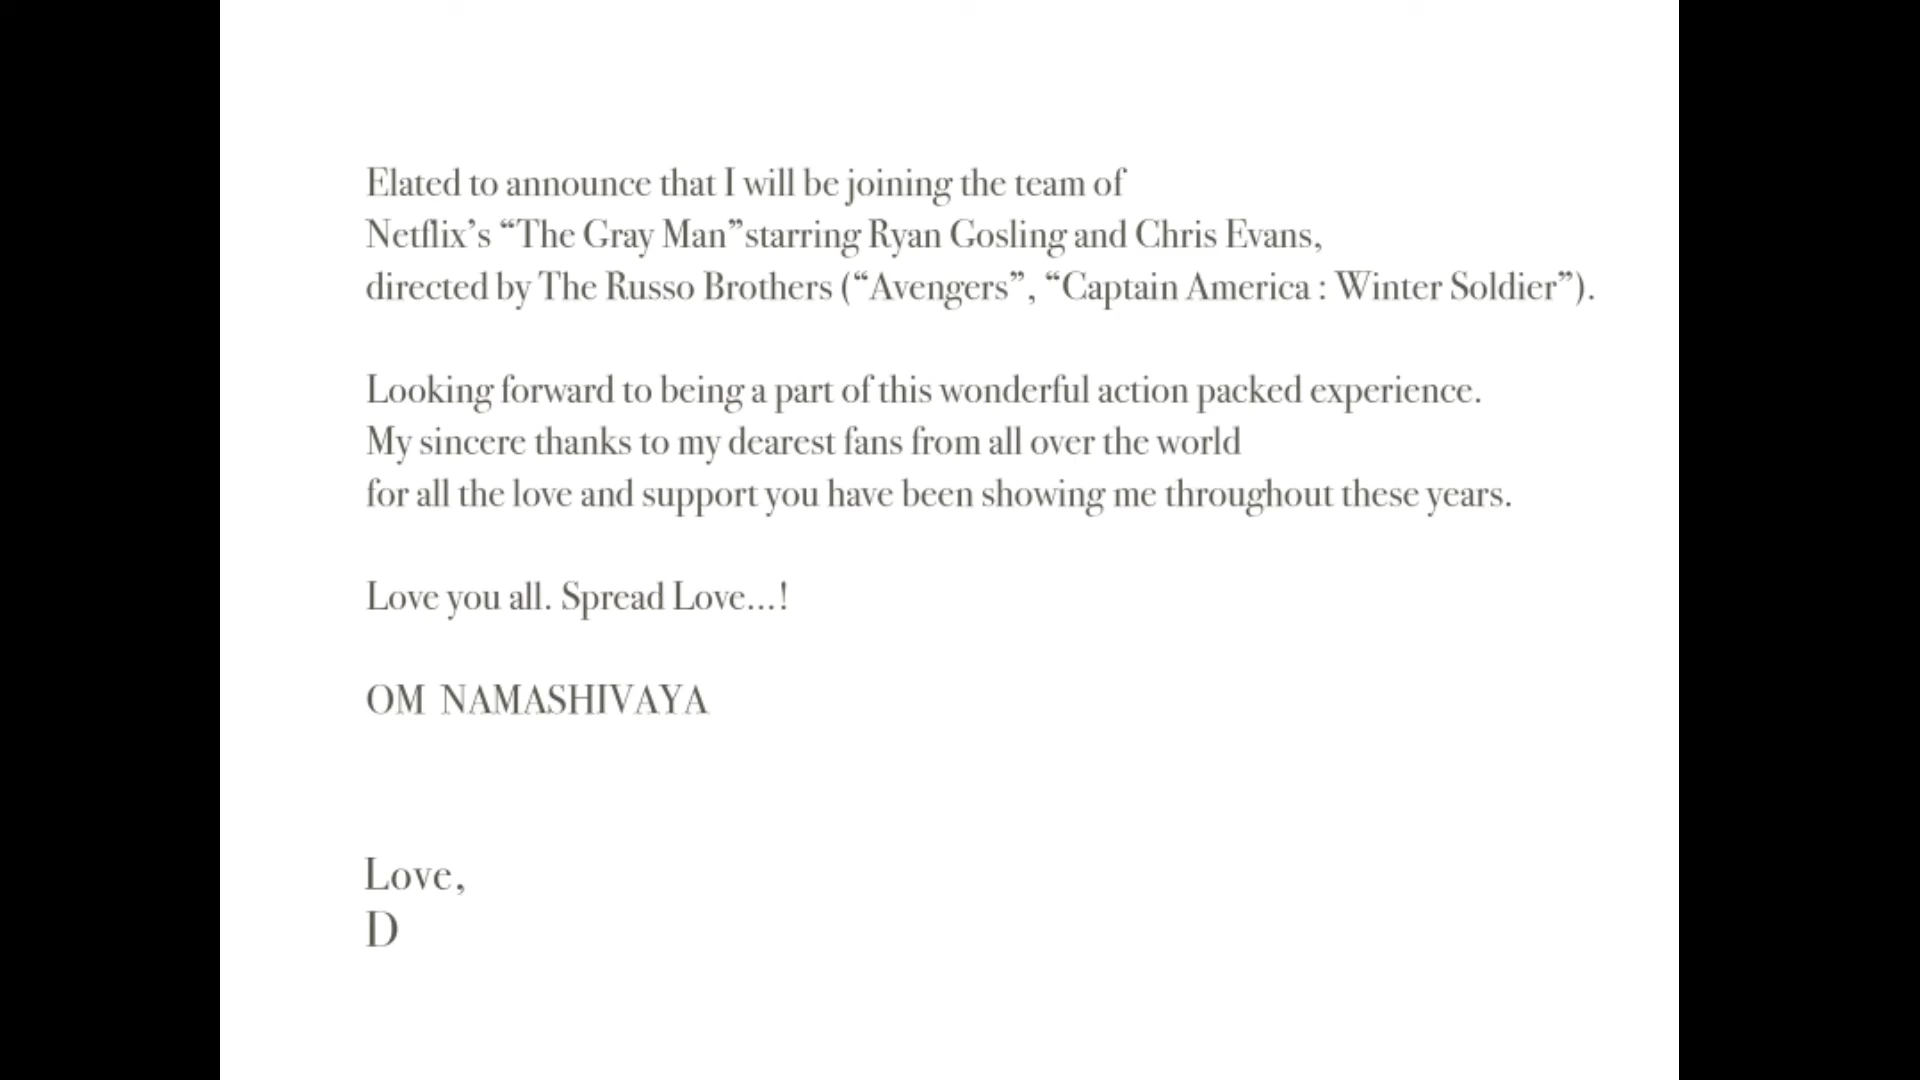 Elated to announce that I will be joining the team of
Netflix’s “The Gray Man”starring Ryan Gosling and Chris Evans,
directed by The Russo Brothers (“Avengers”, “Captain America : Winter Soldier”).
Looking forward to being a part of this wonderful action packed experience.
My sincere thanks to my dearest fans from all over the world
for all the love and support you have been showing me throughout these years.
Love you all. Spread Love...!
OM NAMASHIVAYA
Love,
D